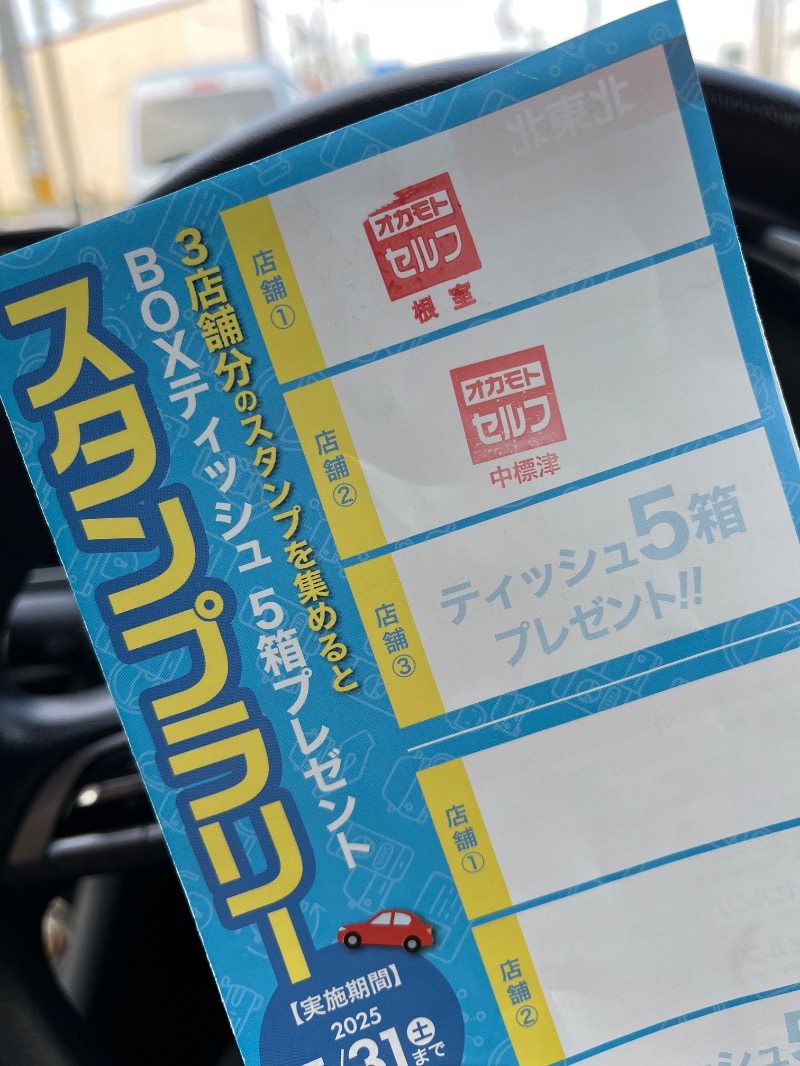 スタンプラリー
3店舗分のスタンプを集めると
BOXティッシュ 5箱プレゼント
店舗①
オカモト
セルフ
根室
店舗②
オカモト
セルフ
中標津
店舗③
ティッシュ5箱
プレゼント!!
店舗①
店舗②
【実施期間】
2025
/31㊏まで
北東北